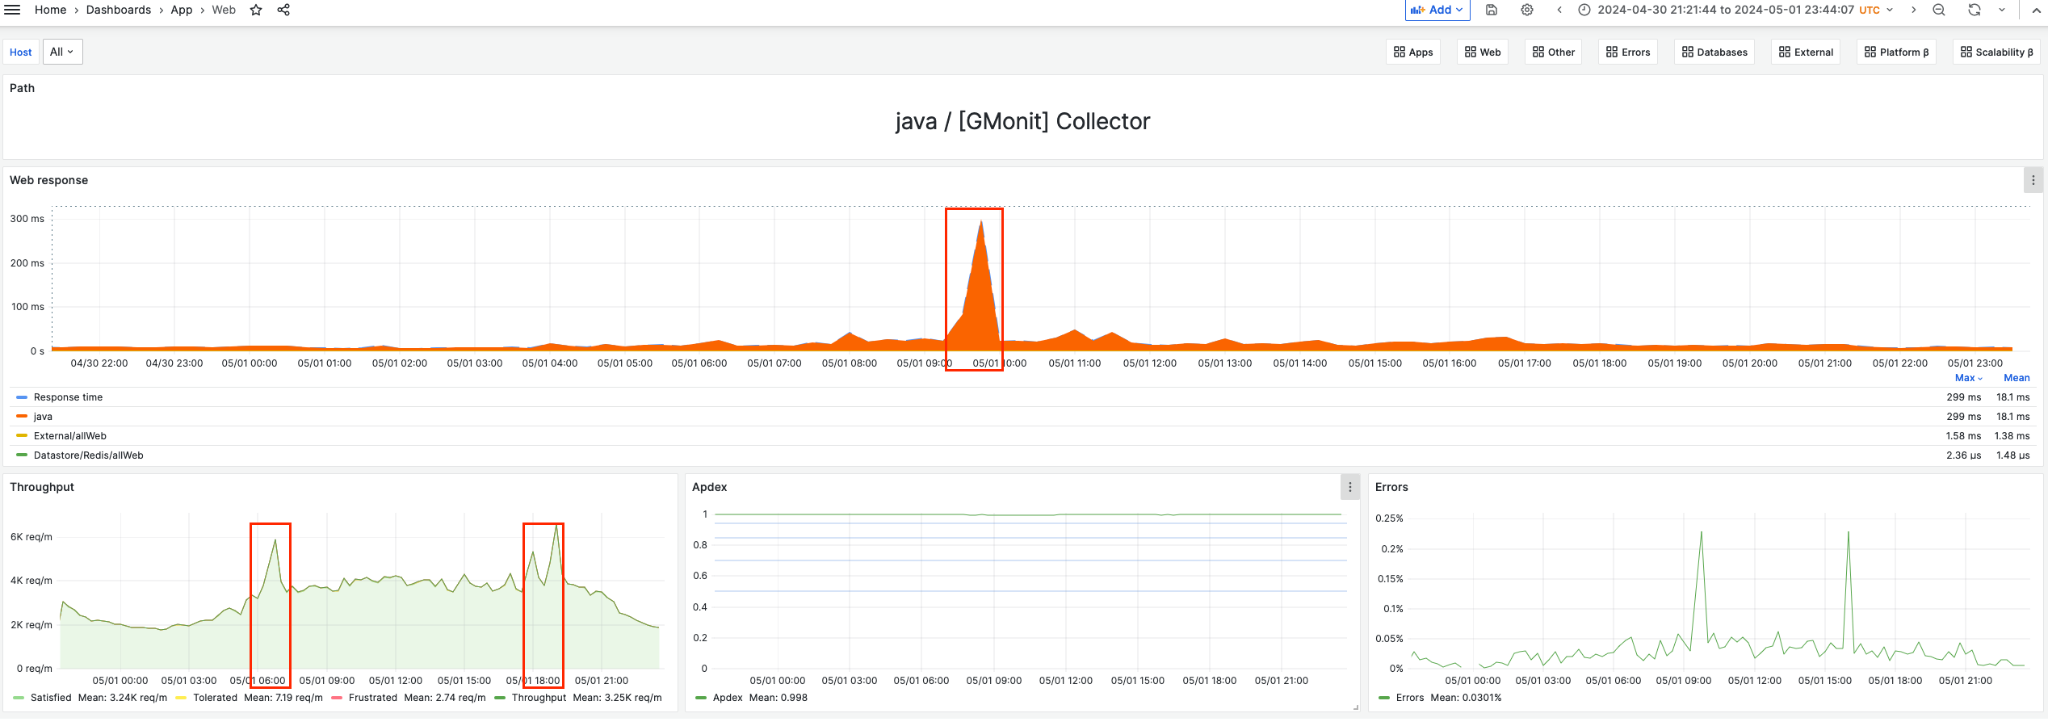 Home > Dashboards > App > Web
Add
2024-04-30 21:21:44 to 2024-05-01 23:44:07 UTC
Host All
Apps Web Other Errors Databases External Platform β Scalability β
Path
java / [GMonit] Collector
Web response
300 ms
200 ms
100 ms
0 s
04/30 22:00 04/30 23:00 05/01 00:00 05/01 01:00 05/01 02:00 05/01 03:00 05/01 04:00 05/01 05:00 05/01 06:00 05/01 07:00 05/01 08:00 05/01 09:00 05/01 10:00 05/01 11:00 05/01 12:00 05/01 13:00 05/01 14:00 05/01 15:00 05/01 16:00 05/01 17:00 05/01 18:00 05/01 19:00 05/01 20:00 05/01 21:00 05/01 22:00 05/01 23:00
Max Mean
Response time 299 ms 18.1 ms
java 299 ms 18.1 ms
External/allWeb 1.58 ms 1.38 ms
Datastore/Redis/allWeb 2.36 µs 1.48 µs
Throughput
6K req/m
4K req/m
2K req/m
0 req/m
05/01 00:00 05/01 03:00 05/01 06:00 05/01 09:00 05/01 12:00 05/01 15:00 05/01 18:00 05/01 21:00
Satisfied Mean: 3.24K req/m Tolerated Mean: 7.19 req/m Frustrated Mean: 2.74 req/m Throughput Mean: 3.25K req/m
Apdex
1
0.8
0.6
0.4
0.2
0
05/01 00:00 05/01 03:00 05/01 06:00 05/01 09:00 05/01 12:00 05/01 15:00 05/01 18:00 05/01 21:00
Apdex Mean: 0.998
Errors
0.25%
0.2%
0.15%
0.1%
0.05%
0%
05/01 00:00 05/01 03:00 05/01 06:00 05/01 09:00 05/01 12:00 05/01 15:00 05/01 18:00 05/01 21:00
Errors Mean: 0.0301%